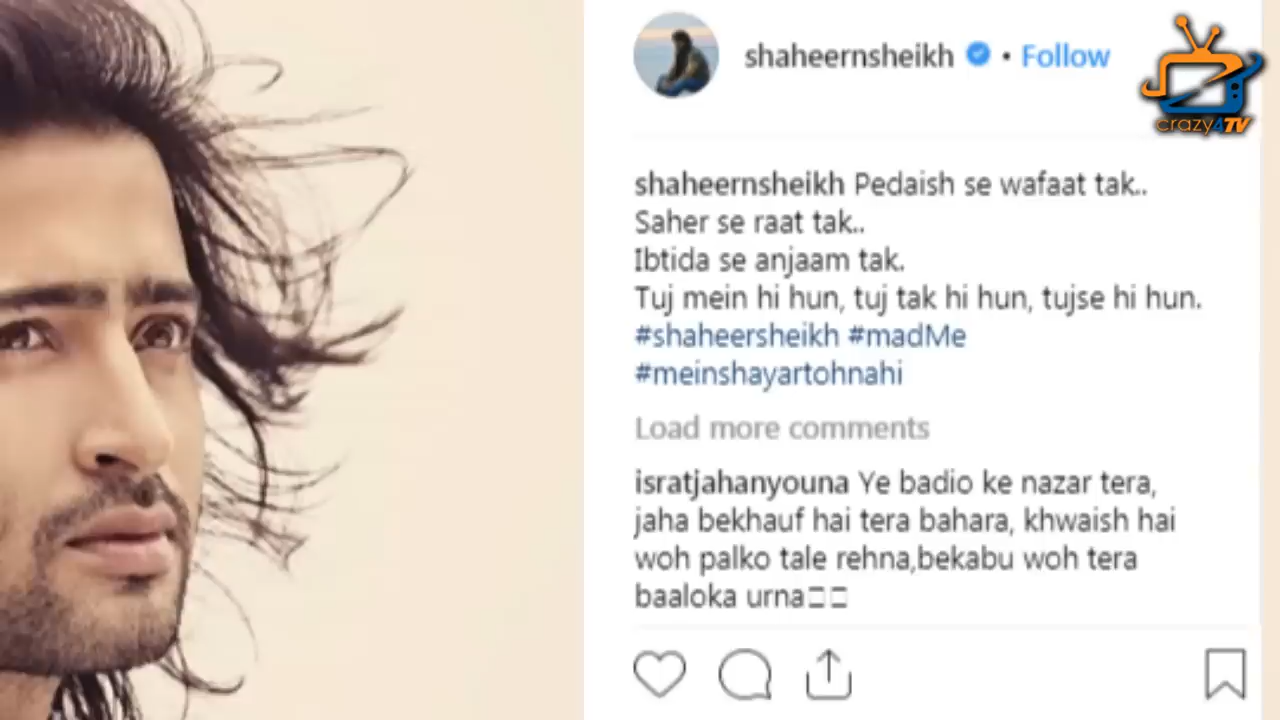 shaheernsheikh • Follow
crazy4TV
shaheernsheikh Pedaish se wafaat tak..
Saher se raat tak..
Ibtida se anjaam tak.
Tuj mein hi hun, tuj tak hi hun, tujse hi hun.
#shaheersheikh #madMe
#meinshayartohnahi
Load more comments
isratjahanyouna Ye badio ke nazar tera,
jaha bekhauf hai tera bahara, khwaish hai
woh palko tale rehna,bekabu woh tera
baaloka urna